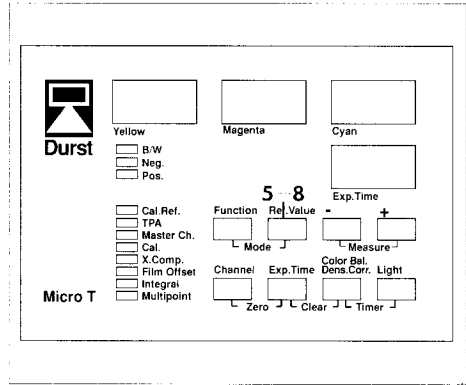 Yellow
Magenta
Cyan
Durst
B/W
Neg.
Pos.
Exp.Time
5 8
Cal.Ref.
TPA
Master Ch.
Cal.
X.Comp.
Film Offset
Integral
Multipoint
Function
Ref.Value
-
+
Mode
Measure
Channel
Exp.Time
Color Bal.
Dens.Corr.
Light
Zero
Clear
Timer
Micro T